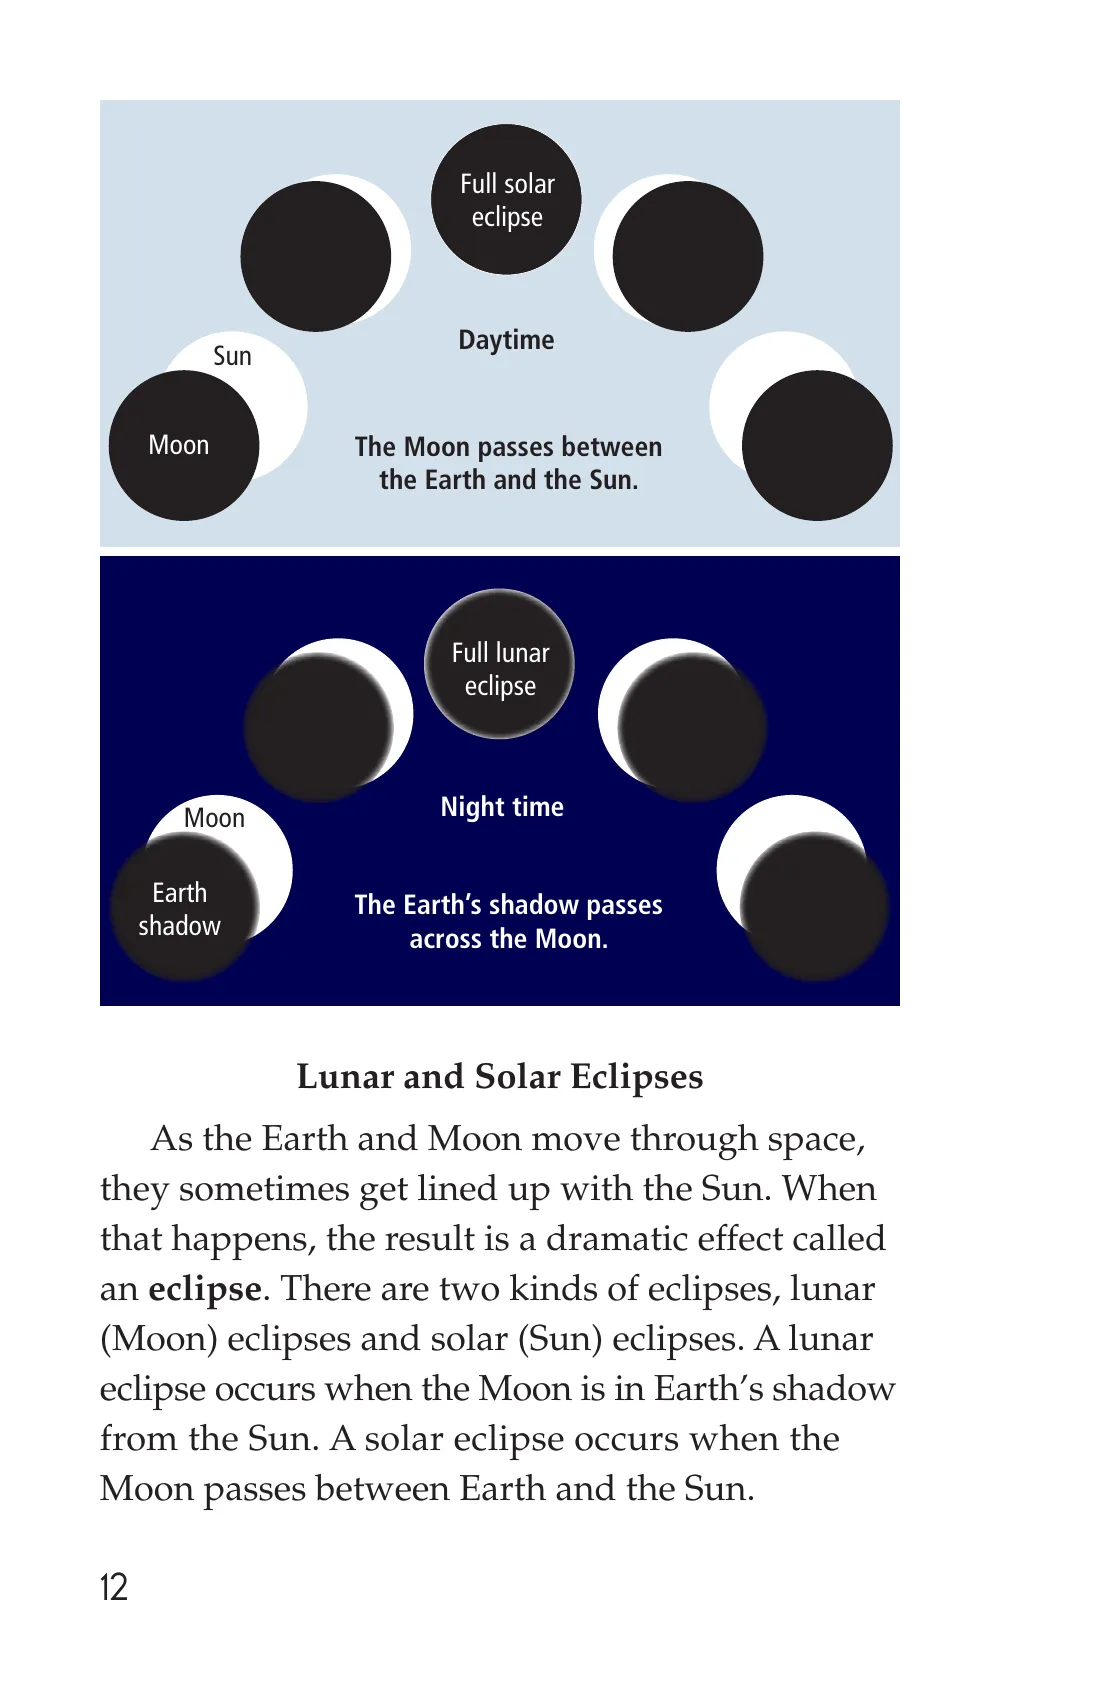 Full solar
eclipse
Daytime
Sun
Moon
The Moon passes between
the Earth and the Sun.
Full lunar
eclipse
Night time
Moon
Earth
shadow
The Earth’s shadow passes
across the Moon.
Lunar and Solar Eclipses
As the Earth and Moon move through space,
they sometimes get lined up with the Sun. When
that happens, the result is a dramatic effect called
an eclipse. There are two kinds of eclipses, lunar
(Moon) eclipses and solar (Sun) eclipses. A lunar
eclipse occurs when the Moon is in Earth’s shadow
from the Sun. A solar eclipse occurs when the
Moon passes between Earth and the Sun.
12